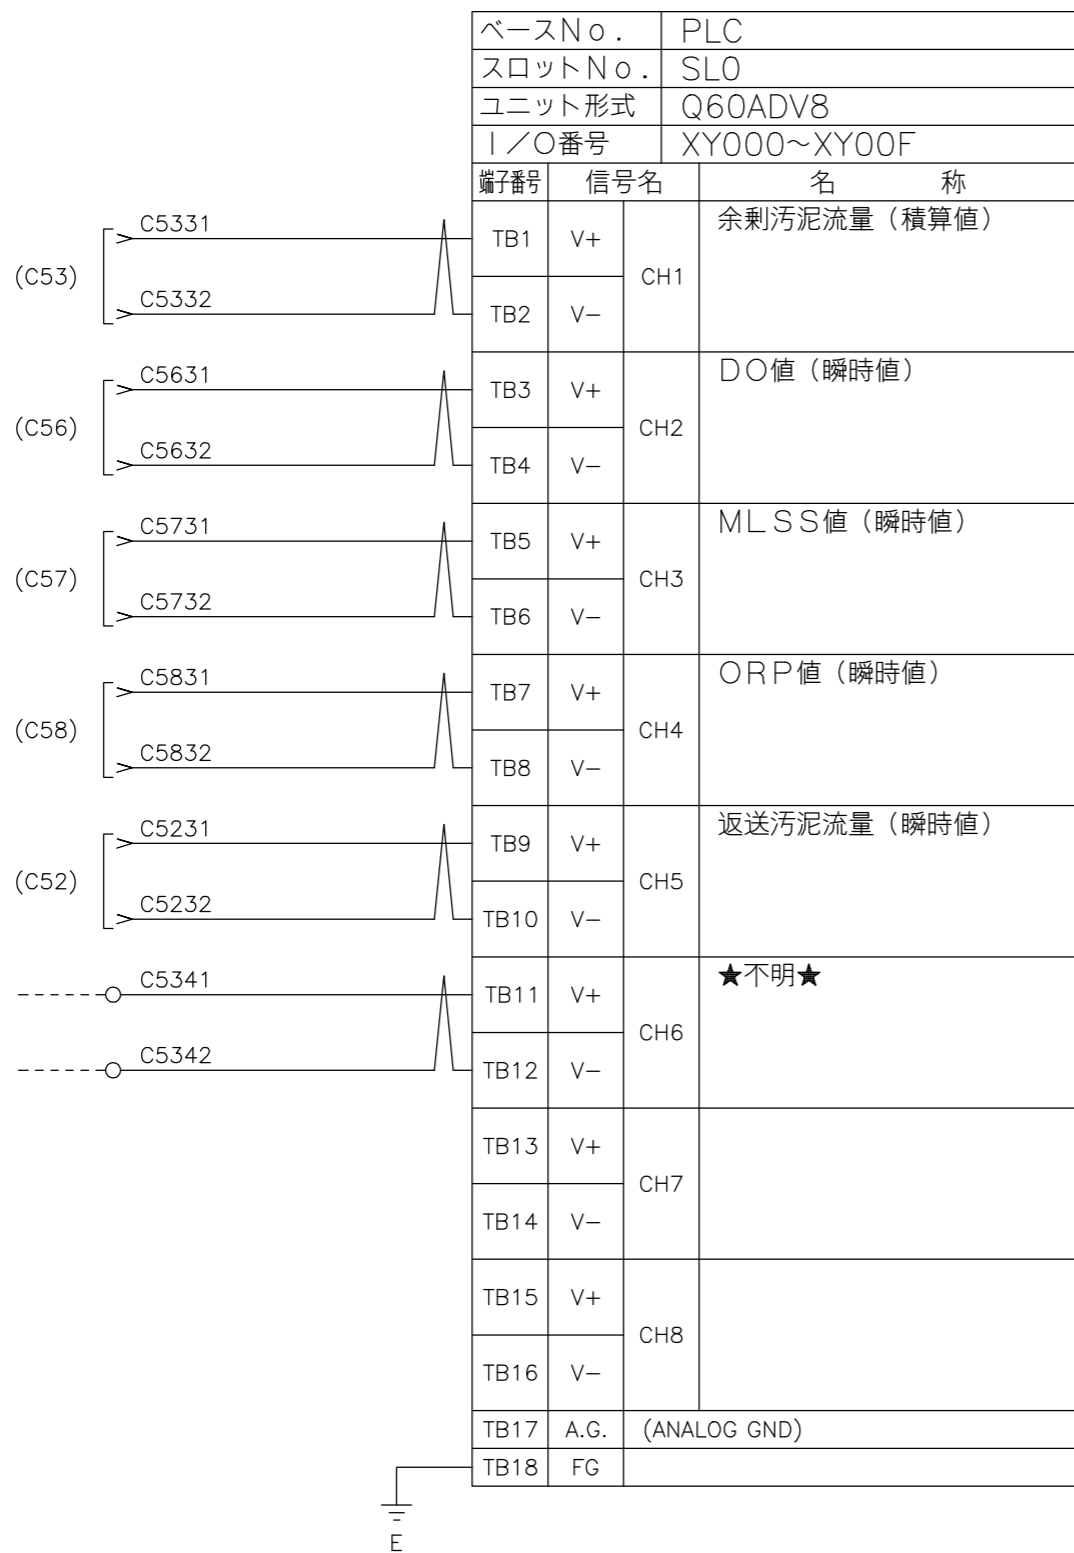 ベースNo. PLC
スロットNo. SL0
ユニット形式 Q60ADV8
I/O番号 XY000~XY00F
端子番号 信号名 名称
C5331 TB1 V+ 余剰汚泥流量(積算値)
(C53) CH1
C5332 TB2 V-
C5631 TB3 V+ DO値(瞬時値)
(C56) CH2
C5632 TB4 V-
C5731 TB5 V+ MLSS値(瞬時値)
(C57) CH3
C5732 TB6 V-
C5831 TB7 V+ ORP値(瞬時値)
(C58) CH4
C5832 TB8 V-
C5231 TB9 V+ 返送汚泥流量(瞬時値)
(C52) CH5
C5232 TB10 V-
C5341 TB11 V+ ★不明★
CH6
C5342 TB12 V-
TB13 V+
CH7
TB14 V-
TB15 V+
CH8
TB16 V-
TB17 A.G. (ANALOG GND)
TB18 FG
E